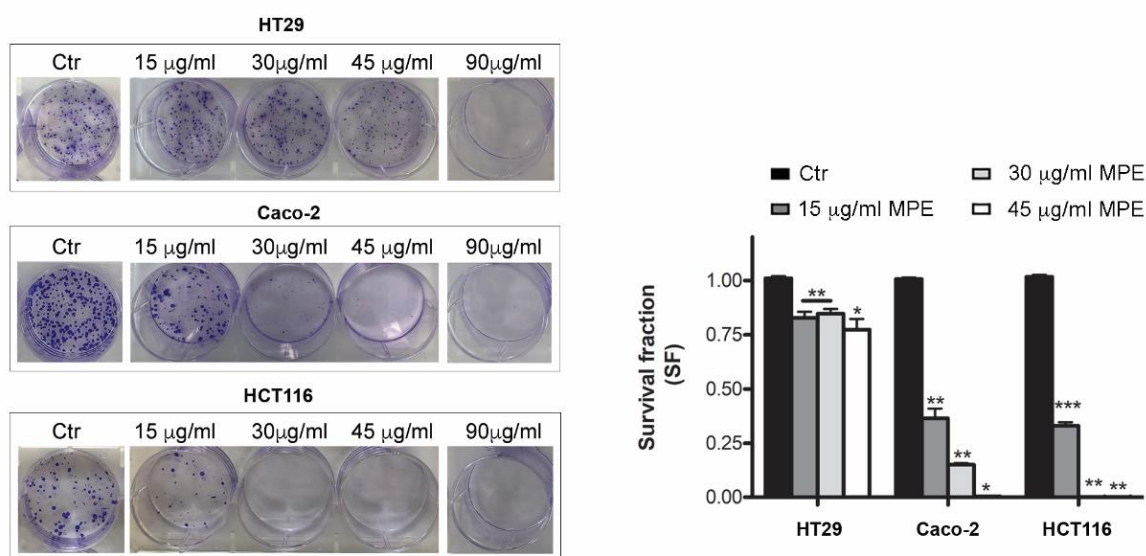 HT29
Ctr 15 μg/ml 30μg/ml 45 μg/ml 90μg/ml
Caco-2
Ctr 15 μg/ml 30μg/ml 45 μg/ml 90μg/ml
HCT116
Ctr 15 μg/ml 30μg/ml 45 μg/ml 90μg/ml
Ctr 30 μg/ml MPE
15 μg/ml MPE 45 μg/ml MPE
Survival fraction
(SF)
1.00
0.75
0.50
0.25
0.00
** *
** ** *
*** ** **
HT29 Caco-2 HCT116